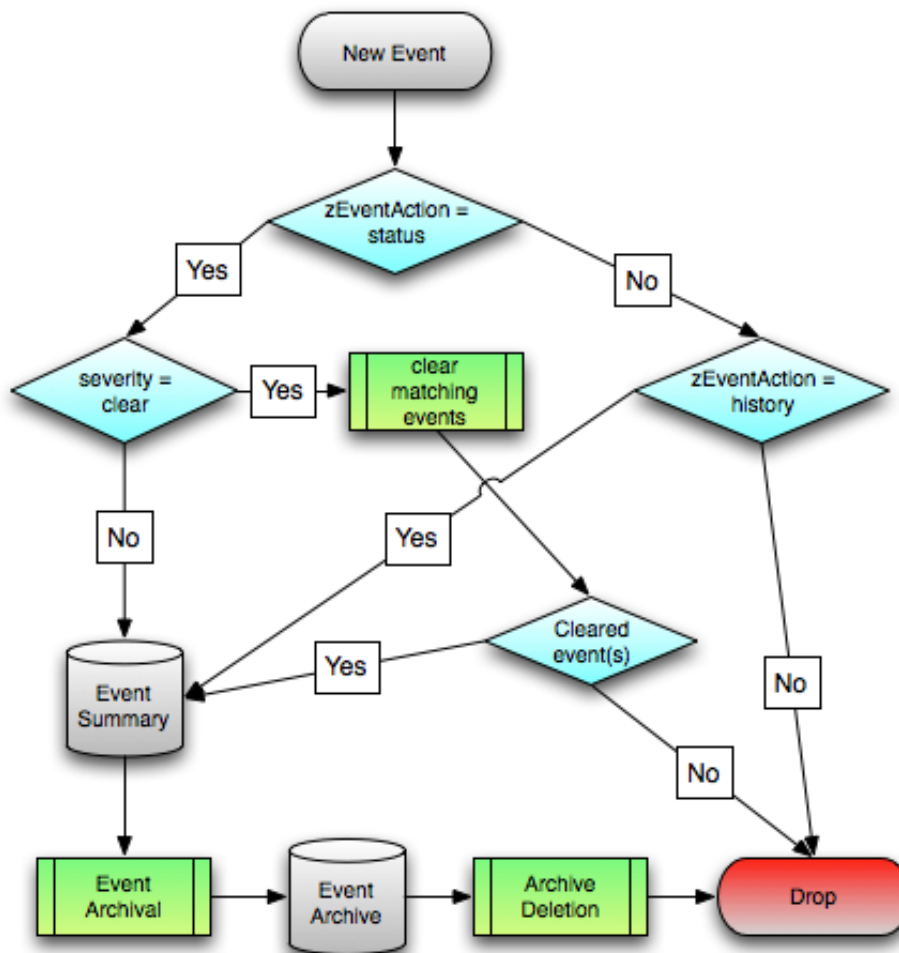 New Event
zEventAction =
status
Yes
No
severity =
clear
Yes
clear
matching
events
zEventAction =
history
No
Yes
Cleared
event(s)
Yes
No
Event
Summary
No
Event
Archival
Event
Archive
Archive
Deletion
Drop